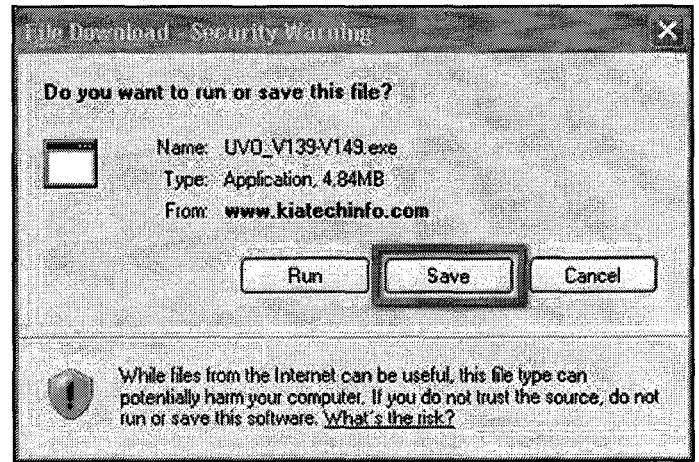 File Download - Security Warning
Do you want to run or save this file?
Name: UVO_V139-V149.exe
Type: Application, 4.84MB
From: www.kiatechinfo.com
Run Save Cancel
While files from the Internet can be useful, this file type can
potentially harm your computer. If you do not trust the source, do not
run or save this software. What's the risk?